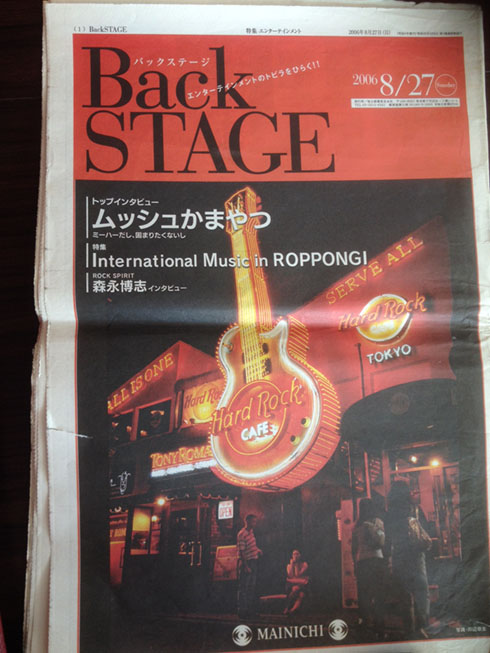 (1) BackSTAGE
特集・エンターテインメント
2006年8月27日(日)
バックステージ
Back
エンターテインメントのトビラをひらく!!
2006 8/27 Sunday
STAGE
トップインタビュー
ムッシュかまやつ
ミーハーだし、固まりたくないし
特集
International Music in ROPPONGI
ROCK SPIRIT
森永博志インタビュー
SERVE ALL
Hard Rock
TOKYO
ALL IS ONE
Hard Rock
Hard Rock
CAFE
TONY ROMA
OPEN
MAINICHI